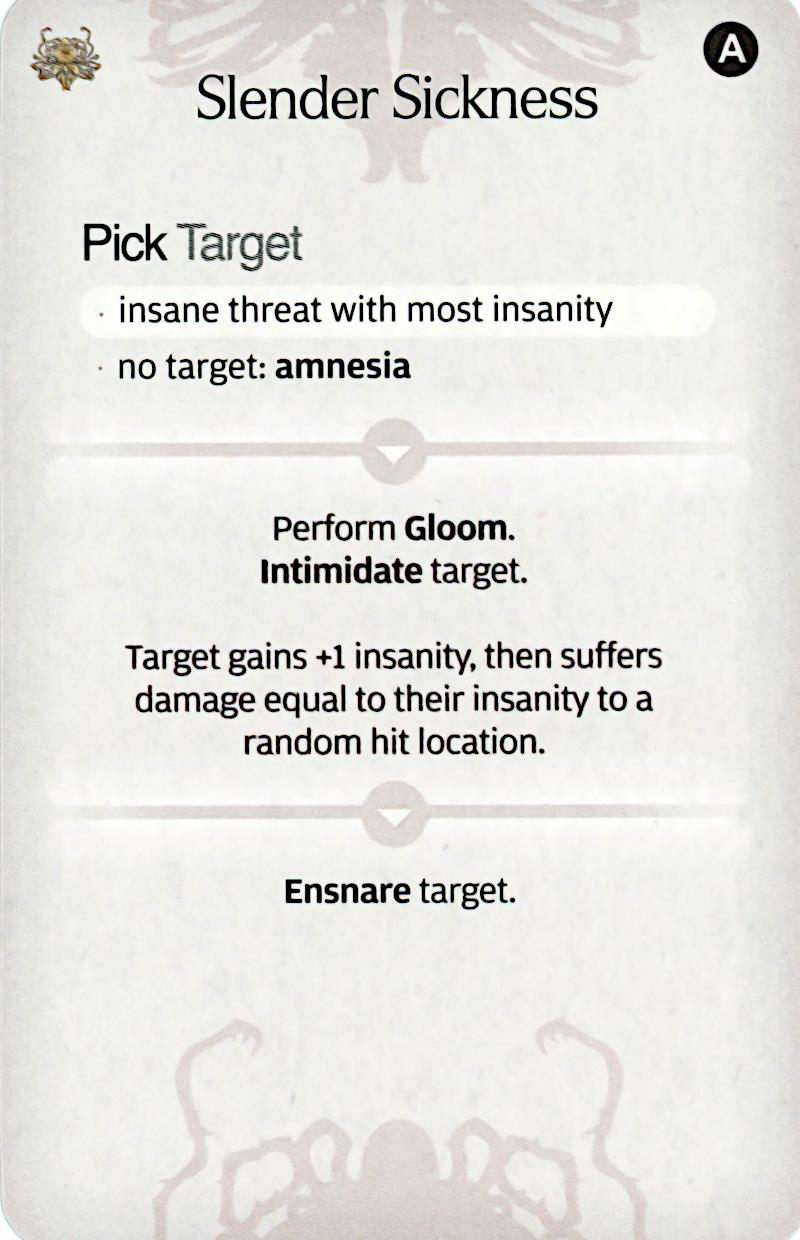 A
Slender Sickness
Pick Target
· insane threat with most insanity
· no target: amnesia
Perform Gloom.
Intimidate target.
Target gains +1 insanity, then suffers
damage equal to their insanity to a
random hit location.
Ensnare target.